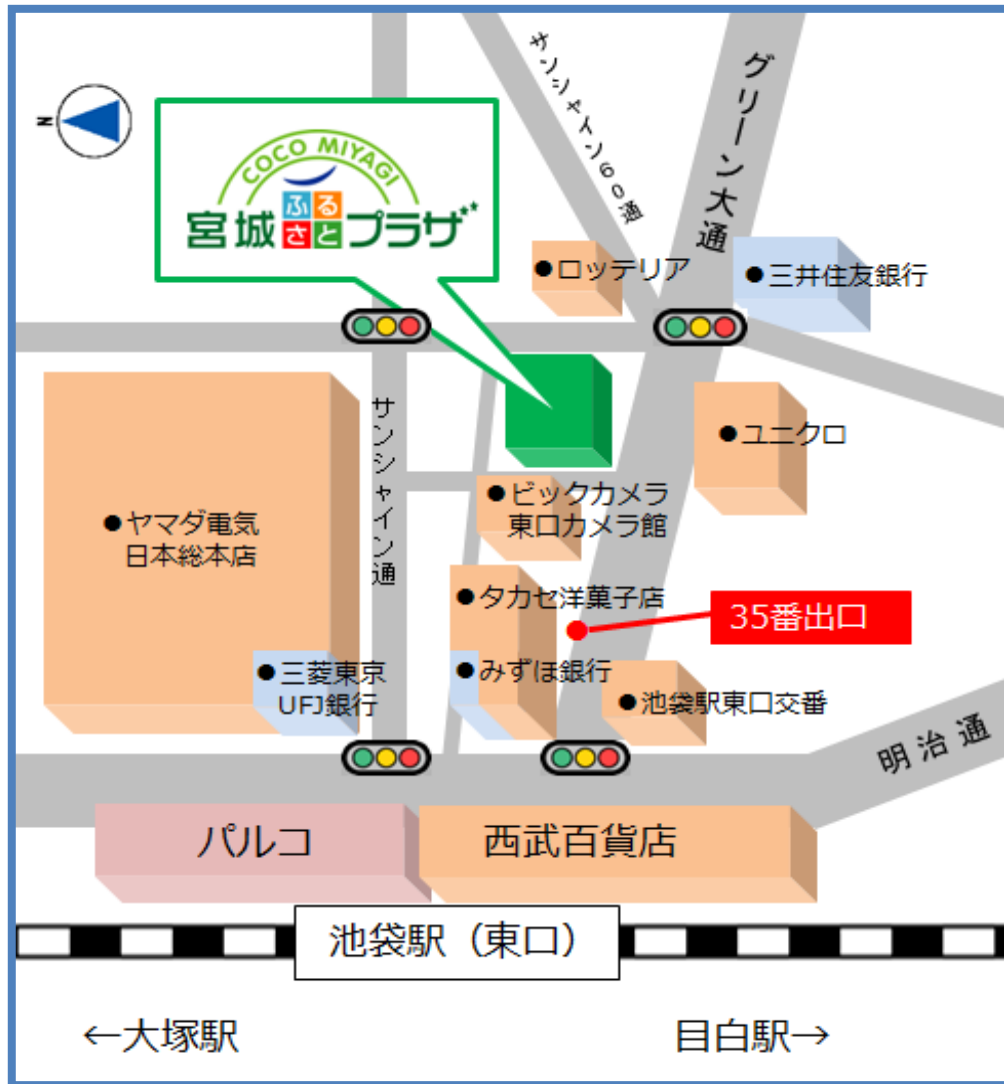 グリーン大通
サンシャイン60通
N
COCO MIYAGI
宮城ふるさとプラザ
ロッテリア
三井住友銀行
サンシャイン通
ユニクロ
ビックカメラ
東口カメラ館
ヤマダ電気
日本総本店
タカセ洋菓子店
35番出口
三菱東京
UFJ銀行
みずほ銀行
池袋駅東口交番
明治通
パルコ
西武百貨店
池袋駅（東口）
←大塚駅
目白駅→